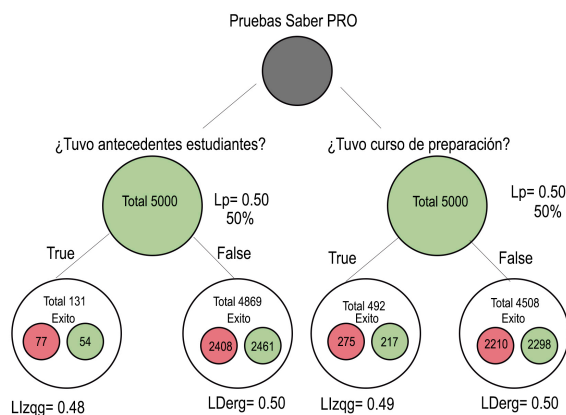 Pruebas Saber PRO
¿Tuvo antecedentes estudiantes?
Total 5000
Lp= 0.50
50%
True
False
Total 131
Exito
77
54
LIzqg= 0.48
Total 4869
Exito
2408
2461
LDerg= 0.50
¿Tuvo curso de preparación?
Total 5000
Lp= 0.50
50%
True
False
Total 492
Exito
275
217
LIzqg= 0.49
Total 4508
Exito
2210
2298
LDerg= 0.50